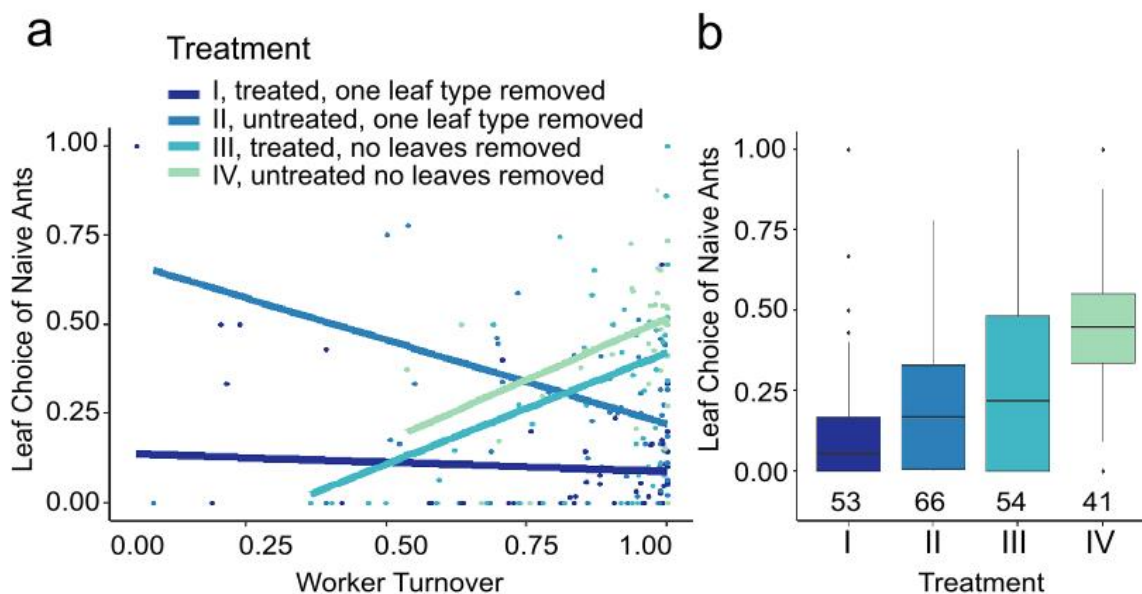 a
Treatment
I, treated, one leaf type removed
II, untreated, one leaf type removed
III, treated, no leaves removed
IV, untreated no leaves removed
Leaf Choice of Naive Ants
1.00
0.75
0.50
0.25
0.00
0.00 0.25 0.50 0.75 1.00
Worker Turnover
b
Leaf Choice of Naive Ants
1.00
0.75
0.50
0.25
0.00
53 66 54 41
I II III IV
Treatment